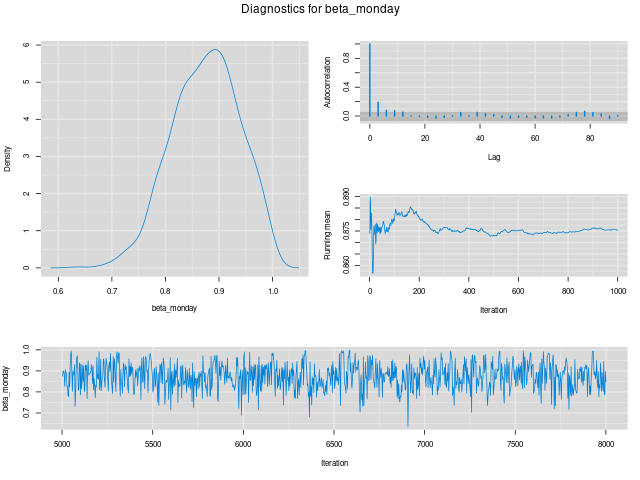 Diagnostics for beta_monday
Density
0 1 2 3 4 5 6
0.6 0.7 0.8 0.9 1.0
beta_monday
Autocorrelation
0.0 0.4 0.8
0 20 40 60 80
Lag
Running mean
0.860 0.875 0.890
0 200 400 600 800 1000
Iteration
beta_monday
0.7 0.8 0.9 1.0
5000 5500 6000 6500 7000 7500 8000
Iteration